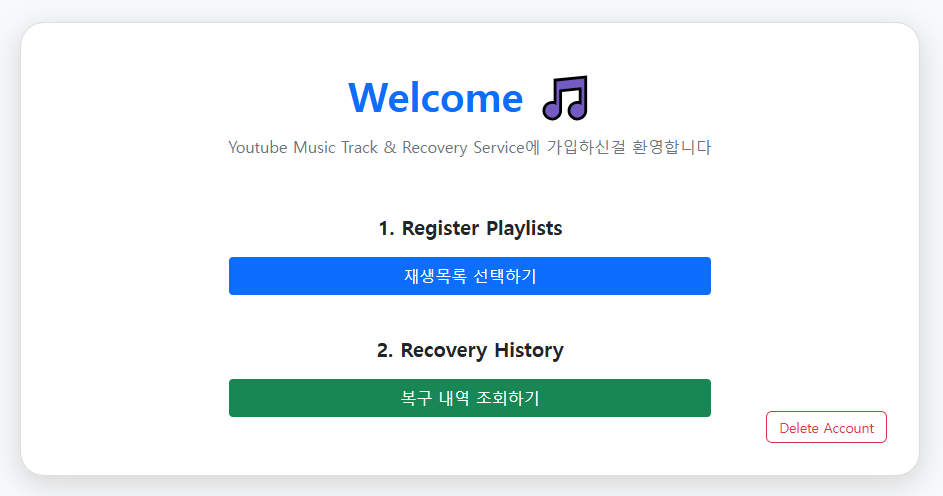 Welcome
Youtube Music Track & Recovery Service에 가입하신걸 환영합니다
1. Register Playlists
재생목록 선택하기
2. Recovery History
복구 내역 조회하기
Delete Account